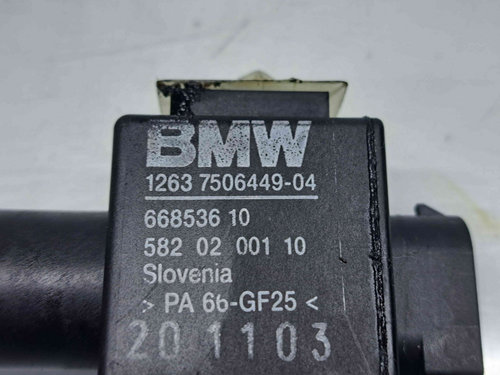 BMW
1263 7506449-04
668536 10
582 02 001 10
Slovenia
> PA 66-GF25 <
201103